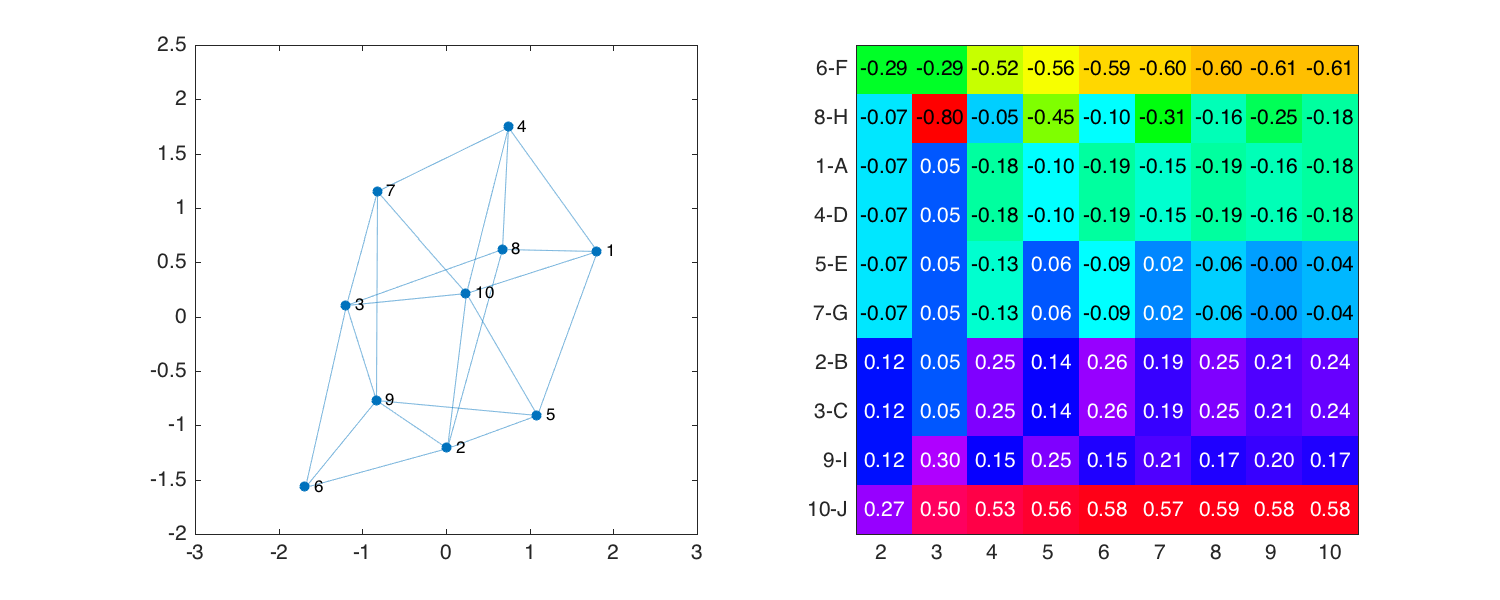 2.5
2
1.5
1
0.5
0
-0.5
-1
-1.5
-2
-3 -2 -1 0 1 2 3
4
7
8
1
10
3
9
5
2
6
6-F -0.29 -0.29 -0.52 -0.56 -0.59 -0.60 -0.60 -0.61 -0.61
8-H -0.07 -0.80 -0.05 -0.45 -0.10 -0.31 -0.16 -0.25 -0.18
1-A -0.07 0.05 -0.18 -0.10 -0.19 -0.15 -0.19 -0.16 -0.18
4-D -0.07 0.05 -0.18 -0.10 -0.19 -0.15 -0.19 -0.16 -0.18
5-E -0.07 0.05 -0.13 0.06 -0.09 0.02 -0.06 -0.00 -0.04
7-G -0.07 0.05 -0.13 0.06 -0.09 0.02 -0.06 -0.00 -0.04
2-B 0.12 0.05 0.25 0.14 0.26 0.19 0.25 0.21 0.24
3-C 0.12 0.05 0.25 0.14 0.26 0.19 0.25 0.21 0.24
9-I 0.12 0.30 0.15 0.25 0.15 0.21 0.17 0.20 0.17
10-J 0.27 0.50 0.53 0.56 0.58 0.57 0.59 0.58 0.58
2 3 4 5 6 7 8 9 10